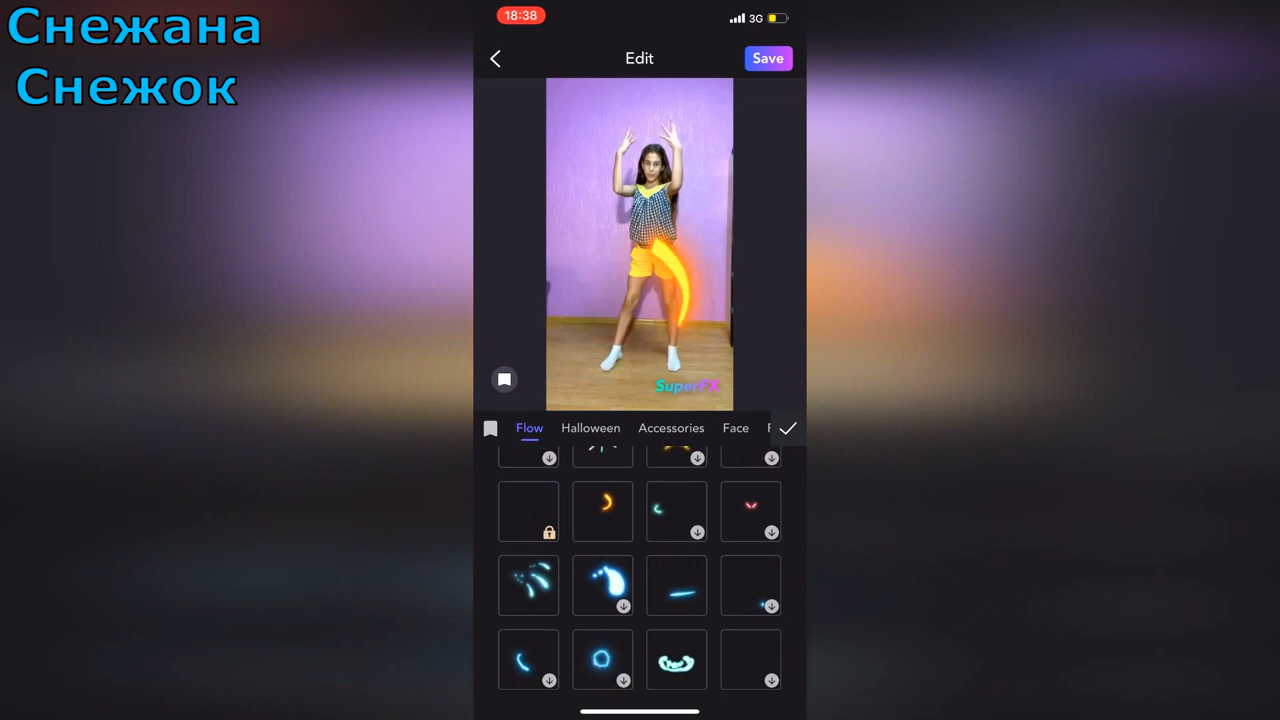 Снежана
Снежок
18:38
3G
Edit
Save
SuperFX
Flow
Halloween
Accessories
Face